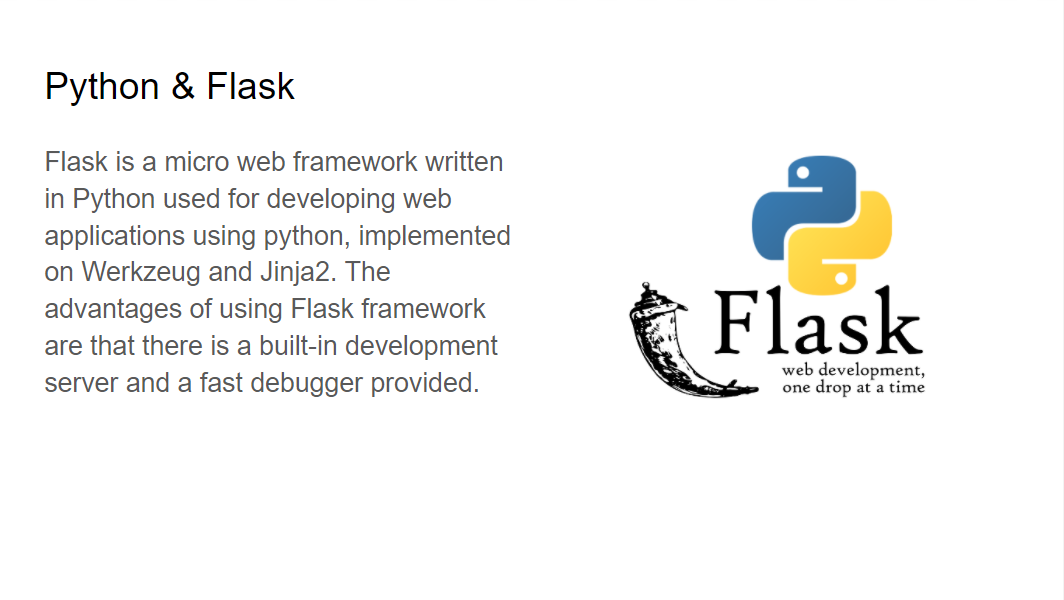 Python & Flask
Flask is a micro web framework written
in Python used for developing web
applications using python, implemented
on Werkzeug and Jinja2. The
advantages of using Flask framework
are that there is a built-in development
server and a fast debugger provided.
Flask
web development,
one drop at a time